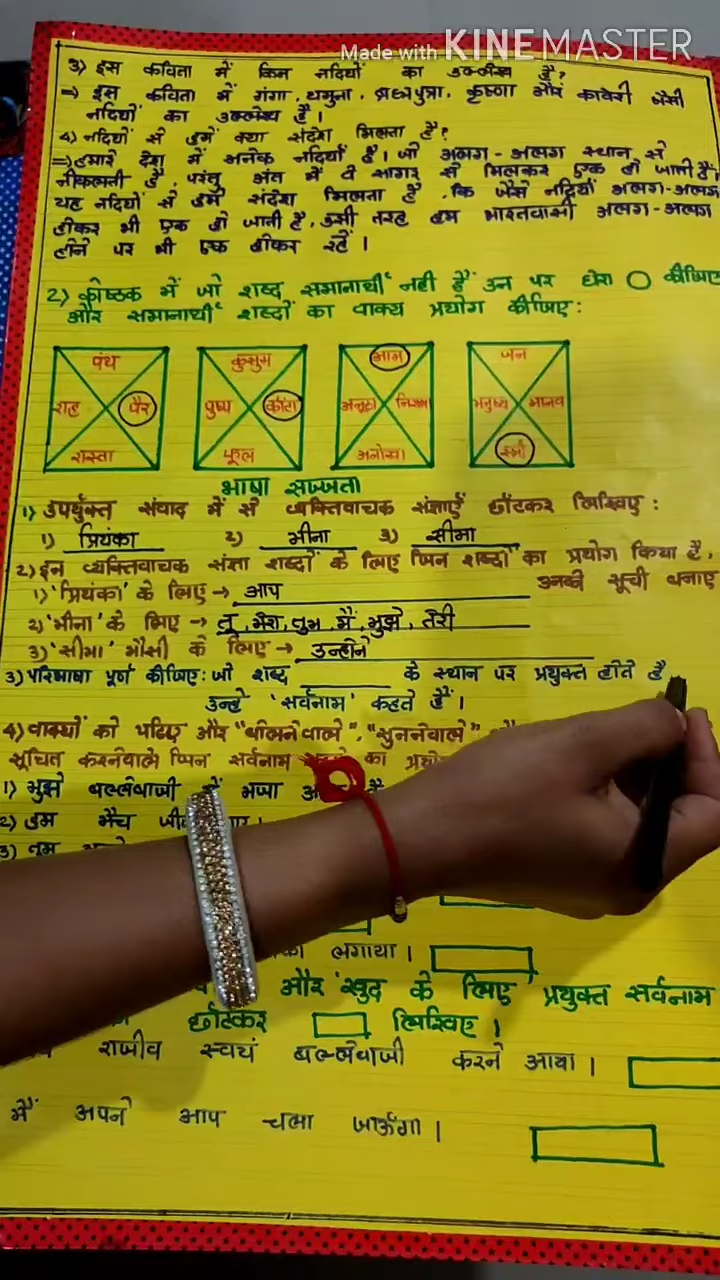 Made with KINEMASTER
3) इस कविता में किन नदियों का उल्लेख है?
=> इस कविता में गंगा, यमुना, ब्रह्मपुत्रा, कृष्णा और कावेरी जैसी
नदियों का उल्लेख है।
4) नदियों से हमें क्या संदेश मिलता है?
=> हमारे देश में अनेक नदियाँ है। जो अलग-अलग स्थान से
नीकलती है, परंतु अंत में वे सागर से मिलकर एक हो जाती है।
यह नदियों से हमें संदेश मिलता है, कि जैसे नदियाँ अलग-अलग
होकर भी एक हो जाती है, उसी तरह हम भारतवासी अलग-अलग
होने पर भी एक होकर रहें।
2) कोष्ठक में जो शब्द समानार्थी नही हैं उन पर घेरा ○ कीजिए
और समानार्थी शब्दों का वाक्य प्रयोग कीजिए:
पंथ कुसुम आम जन
राह पैर पुष्प काँटा अनूठा मनुष्य मानव
रास्ता फूल अनोखा स्त्री
भाषा सज्जता
1) उपर्युक्त संवाद में से व्यक्तिवाचक संज्ञाएँ छाँटकर लिखिए:
1) प्रियंका 2) मीना 3) सीमा
2) इन व्यक्तिवाचक संज्ञा शब्दों के लिए जिन शब्दों का प्रयोग किया है,
उनकी सूची बनाए
1) 'प्रियंका' के लिए → आप
2) 'मीना' के लिए → तू, मेरा, तुम, मैं, मुझे, तेरी
3) 'सीमा' मौसी के लिए → उन्होंने
3) परिभाषा पूर्ण कीजिए: जो शब्द ______ के स्थान पर प्रयुक्त होते है,
उन्हे 'सर्वनाम' कहते हैं।
4) वाक्यों को पढिए और "बोलनेवाले", "सुननेवाले"
सूचित करनेवाले जिन सर्वनाम का
1) मुझे बल्लेबाजी में मजा
2) हम मैच
3) तुम
लगाया।
और 'खुद के लिए' प्रयुक्त सर्वनाम
छाँटकर लिखिए।
राजीव स्वयं बल्लेबाजी करने आया।
मैं अपने आप चला जाऊँगा।